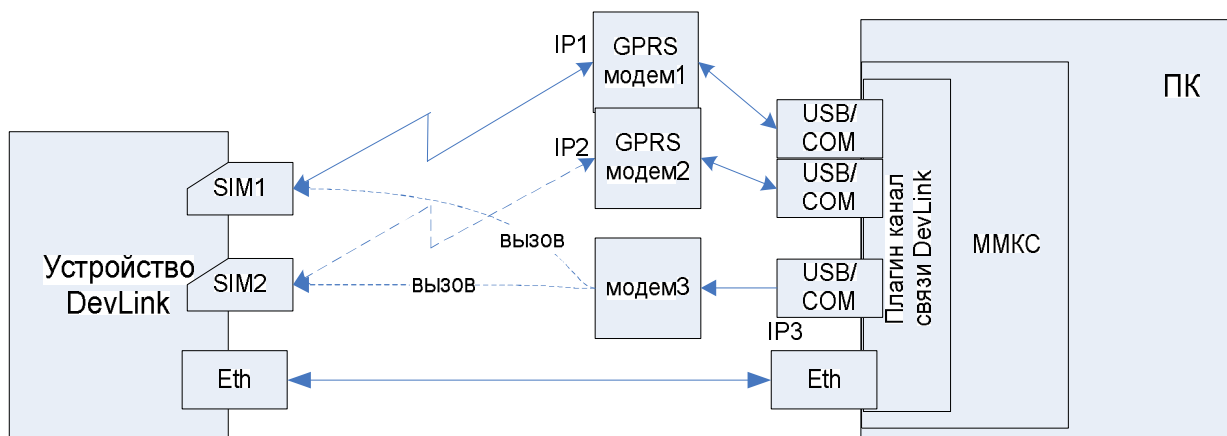 IP1
GPRS
модем1
ПК
USB/
COM
IP2
GPRS
модем2
USB/
COM
SIM1
вызов
Плагин канал
связи DevLink
ММКС
Устройство
DevLink
SIM2
вызов
модем3
USB/
COM
IP3
Eth
Eth